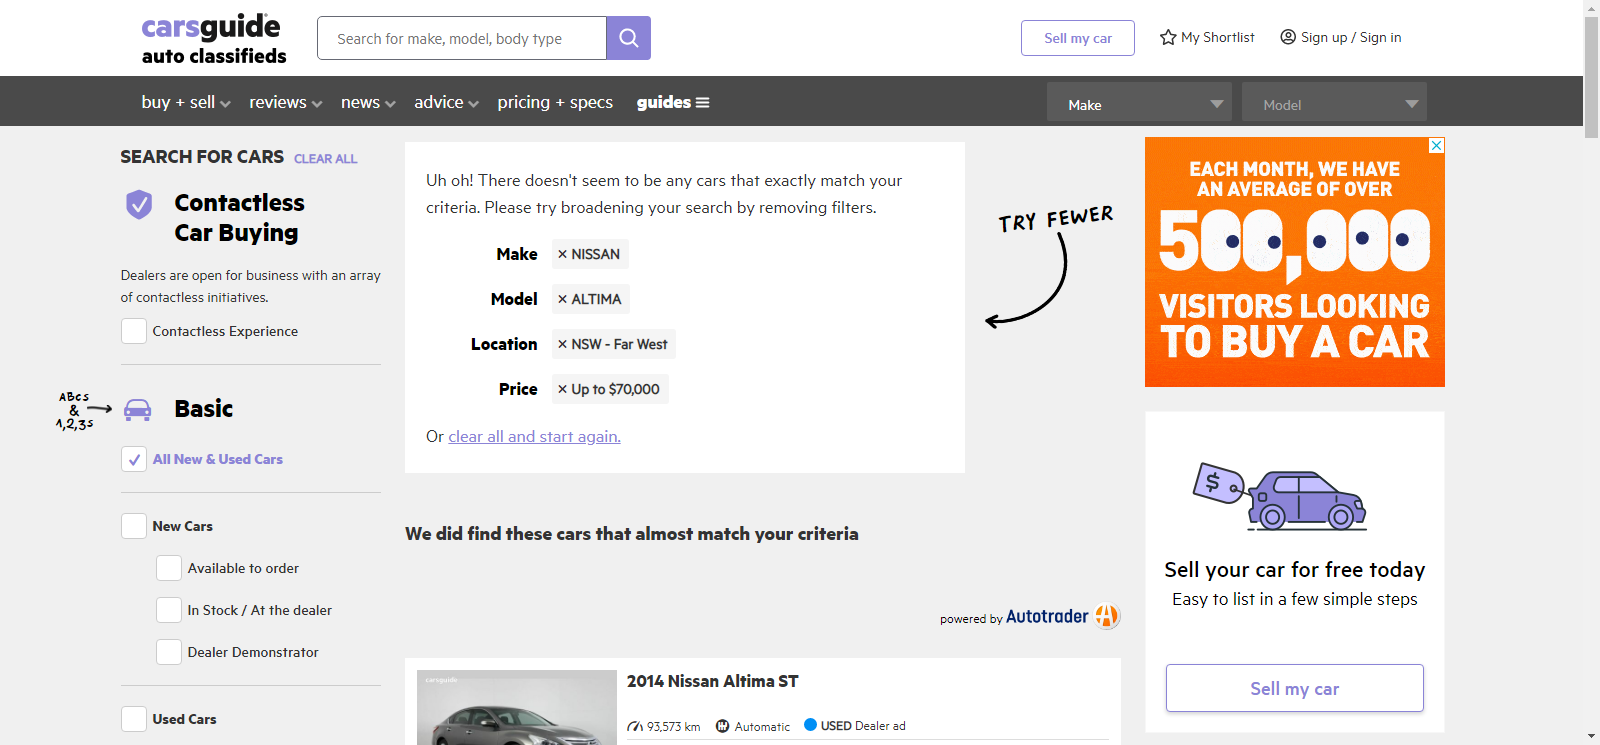 carsguide
auto classifieds
Search for make, model, body type
Sell my car
My Shortlist
Sign up / Sign in
buy + sell
reviews
news
advice
pricing + specs
guides
Make
Model
SEARCH FOR CARS
CLEAR ALL
Contactless
Car Buying
Dealers are open for business with an array
of contactless initiatives.
Contactless Experience
ABCs
&
1,2,3s
Basic
All New & Used Cars
New Cars
Available to order
In Stock / At the dealer
Dealer Demonstrator
Used Cars
Uh oh! There doesn't seem to be any cars that exactly match your
criteria. Please try broadening your search by removing filters.
Make × NISSAN
Model × ALTIMA
Location × NSW - Far West
Price × Up to $70,000
Or clear all and start again.
TRY FEWER
We did find these cars that almost match your criteria
powered by Autotrader
carsguide
2014 Nissan Altima ST
93,573 km
Automatic
USED Dealer ad
EACH MONTH, WE HAVE
AN AVERAGE OF OVER
500,000
VISITORS LOOKING
TO BUY A CAR
$
Sell your car for free today
Easy to list in a few simple steps
Sell my car